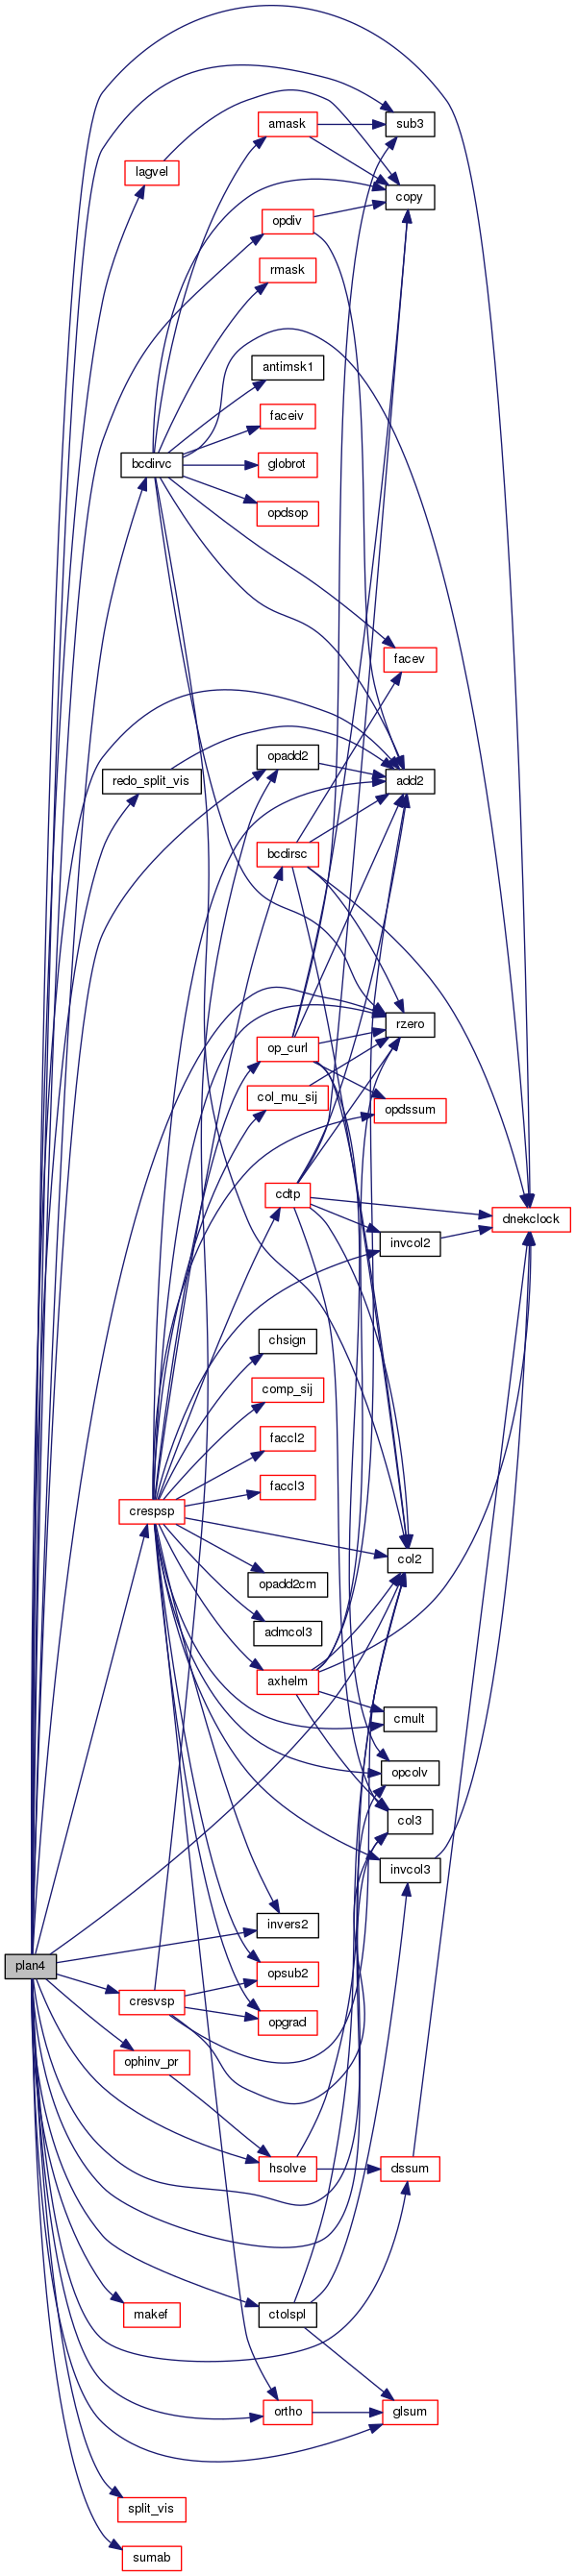 sub3
amask
lagvel
copy
opdiv
rmask
antimsk1
faceiv
bcdirvc
globrot
opdsop
facev
opadd2
redo_split_vis
add2
bcdirsc
rzero
op_curl
col_mu_sij
opdssum
cdtp
dnekclock
invcol2
chsign
comp_sij
faccl2
faccl3
crespsp
col2
opadd2cm
admcol3
axhelm
cmult
opcolv
col3
invcol3
invers2
plan4
opsub2
cresvsp
opgrad
ophinv_pr
hsolve
dssum
makef
ctolspl
ortho
glsum
split_vis
sumab